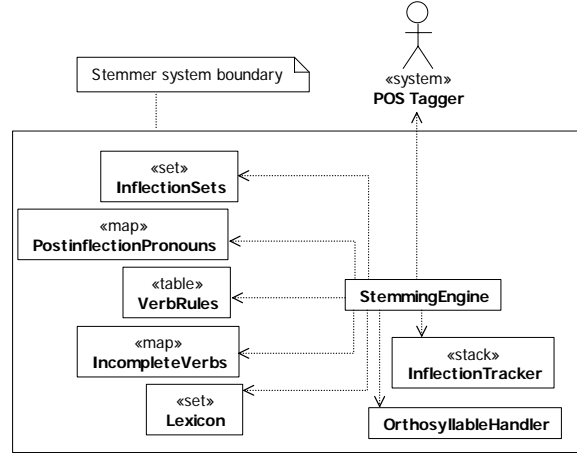 «system»
POS Tagger
Stemmer system boundary
«set»
InflectionSets
«map»
PostinflectionPronouns
«table»
VerbRules
StemmingEngine
«map»
IncompleteVerbs
«stack»
InflectionTracker
«set»
Lexicon
OrthosyllableHandler